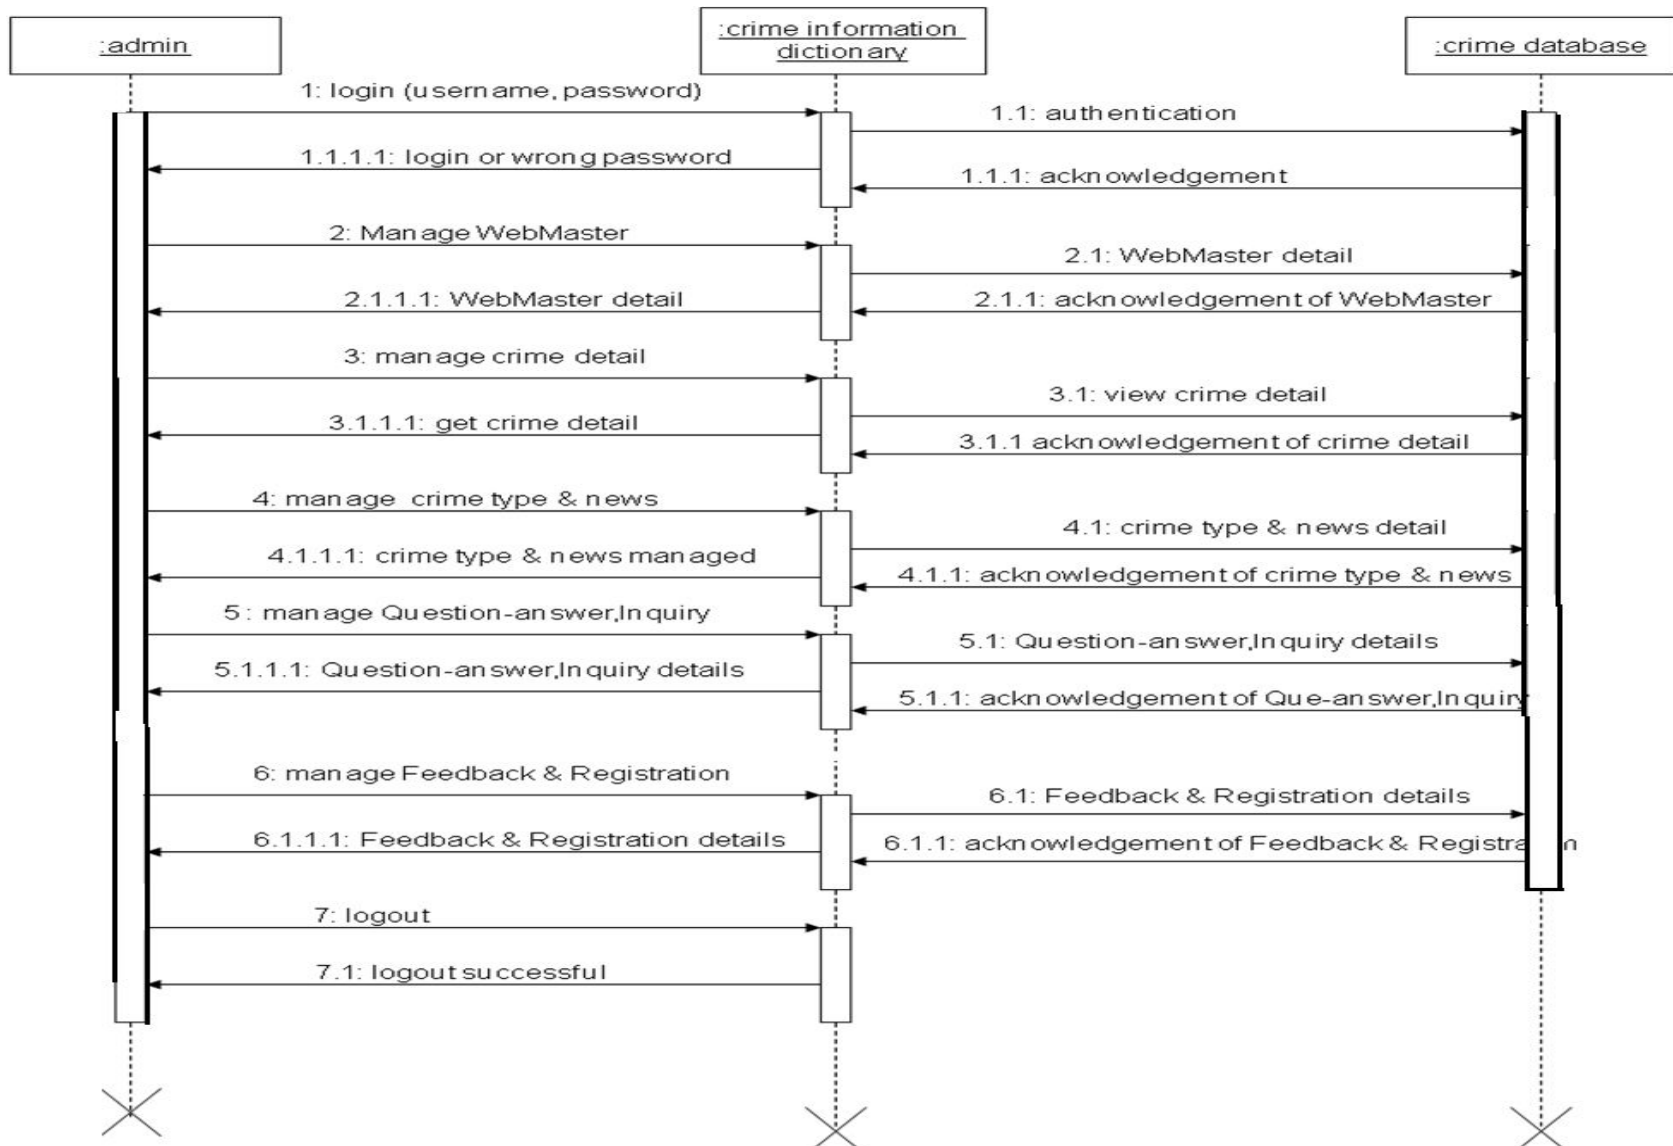 :admin
:crime information
dictionary
:crime database
1: login (username, password)
1.1: authentication
1.1.1.1: login or wrong password
1.1.1: acknowledgement
2: Manage WebMaster
2.1: WebMaster detail
2.1.1.1: WebMaster detail
2.1.1: acknowledgement of WebMaster
3: manage crime detail
3.1: view crime detail
3.1.1.1: get crime detail
3.1.1 acknowledgement of crime detail
4: manage crime type & news
4.1: crime type & news detail
4.1.1.1: crime type & news managed
4.1.1: acknowledgement of crime type & news
5: manage Question-answer,Inquiry
5.1: Question-answer,Inquiry details
5.1.1.1: Question-answer,Inquiry details
5.1.1: acknowledgement of Que-answer,Inquiry
6: manage Feedback & Registration
6.1: Feedback & Registration details
6.1.1.1: Feedback & Registration details
6.1.1: acknowledgement of Feedback & Registration
7: logout
7.1: logout successful